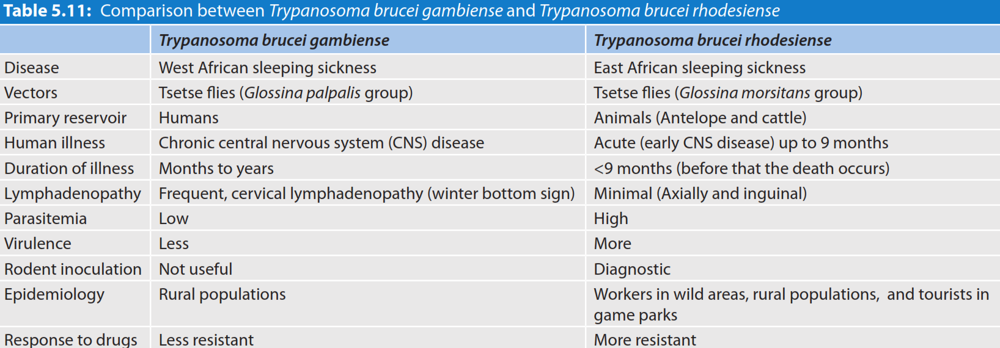 Table 5.11: Comparison between Trypanosoma brucei gambiense and Trypanosoma brucei rhodesiense
Trypanosoma brucei gambiense Trypanosoma brucei rhodesiense
Disease West African sleeping sickness East African sleeping sickness
Vectors Tsetse flies (Glossina palpalis group) Tsetse flies (Glossina morsitans group)
Primary reservoir Humans Animals (Antelope and cattle)
Human illness Chronic central nervous system (CNS) disease Acute (early CNS disease) up to 9 months
Duration of illness Months to years <9 months (before that the death occurs)
Lymphadenopathy Frequent, cervical lymphadenopathy (winter bottom sign) Minimal (Axially and inguinal)
Parasitemia Low High
Virulence Less More
Rodent inoculation Not useful Diagnostic
Epidemiology Rural populations Workers in wild areas, rural populations, and tourists in
game parks
Response to drugs Less resistant More resistant